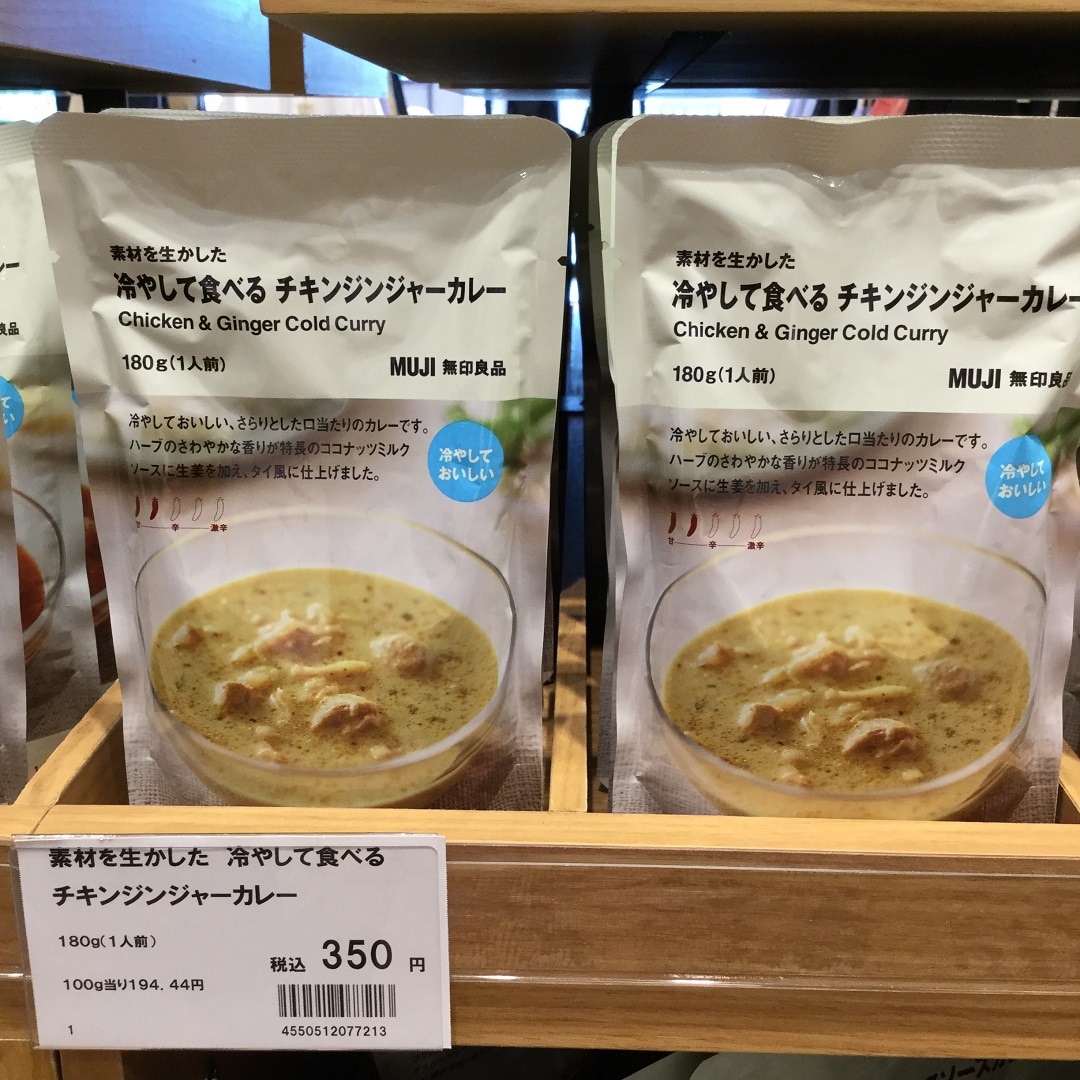 素材を生かした
冷やして食べる チキンジンジャーカレー
Chicken & Ginger Cold Curry
180g(1人前)
MUJI 無印良品
冷やしておいしい、さらりとした口当たりのカレーです。
ハーブのさわやかな香りが特長のココナッツミルク
ソースに生姜を加え、タイ風に仕上げました。
冷やして
おいしい
甘 辛 激辛
素材を生かした
冷やして食べる チキンジンジャーカレー
Chicken & Ginger Cold Curry
180g(1人前)
MUJI 無印良品
冷やしておいしい、さらりとした口当たりのカレーです。
ハーブのさわやかな香りが特長のココナッツミルク
ソースに生姜を加え、タイ風に仕上げました。
冷やして
おいしい
甘 辛 激辛
素材を生かした 冷やして食べる
チキンジンジャーカレー
180g(1人前)
税込 350 円
100g当り194.44円
1
4550512077213